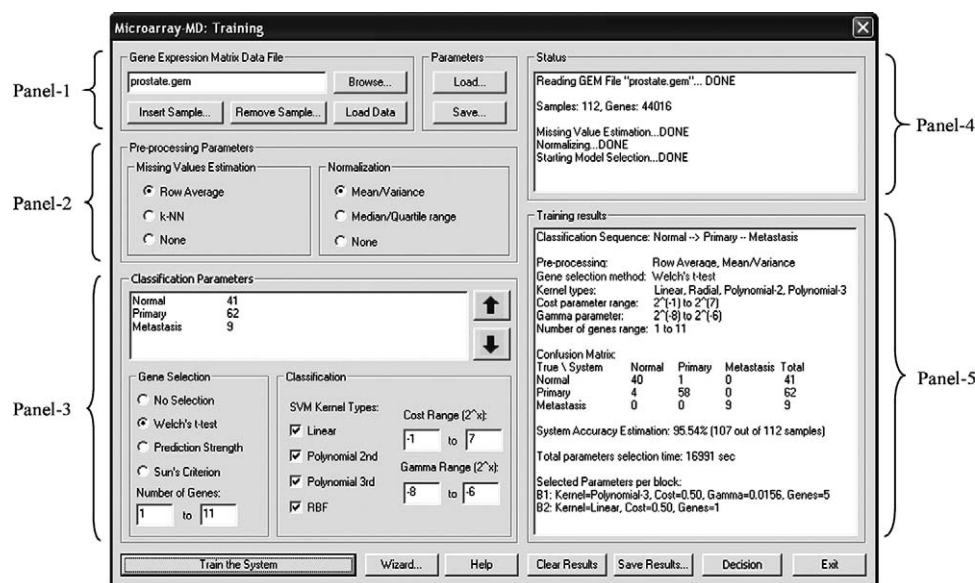 Microarray-MD: Training
Panel-1
Gene Expression Matrix Data File
prostate.gem
Browse...
Insert Sample...
Remove Sample...
Load Data
Parameters
Load...
Save...
Panel-2
Pre-processing Parameters
Missing Values Estimation
Row Average
k-NN
None
Normalization
Mean/Variance
Median/Quartile range
None
Panel-3
Classification Parameters
Normal 41
Primary 62
Metastasis 9
Gene Selection
No Selection
Welch's t-test
Prediction Strength
Sun's Criterion
Number of Genes:
1 to 11
Classification
SVM Kernel Types:
Linear
Polynomial 2nd
Polynomial 3rd
RBF
Cost Range (2^x):
-1 to 7
Gamma Range (2^x):
-8 to -6
Status
Reading GEM File "prostate.gem"... DONE
Samples: 112, Genes: 44016
Missing Value Estimation...DONE
Normalizing...DONE
Starting Model Selection...DONE
Panel-4
Training results
Classification Sequence: Normal --> Primary -- Metastasis
Pre-processing: Row Average, Mean/Variance
Gene selection method: Welch's t-test
Kernel types: Linear, Radial, Polynomial-2, Polynomial-3
Cost parameter range: 2^(-1) to 2^(7)
Gamma parameter: 2^(-8) to 2^(-6)
Number of genes range: 1 to 11
Confusion Matrix:
True \ System Normal Primary Metastasis Total
Normal 40 1 0 41
Primary 4 58 0 62
Metastasis 0 0 9 9
System Accuracy Estimation: 95.54% (107 out of 112 samples)
Total parameters selection time: 16991 sec
Selected Parameters per block:
B1: Kernel=Polynomial-3, Cost=0.50, Gamma=0.0156, Genes=5
B2: Kernel=Linear, Cost=0.50, Genes=1
Panel-5
Train the System
Wizard...
Help
Clear Results
Save Results...
Decision
Exit